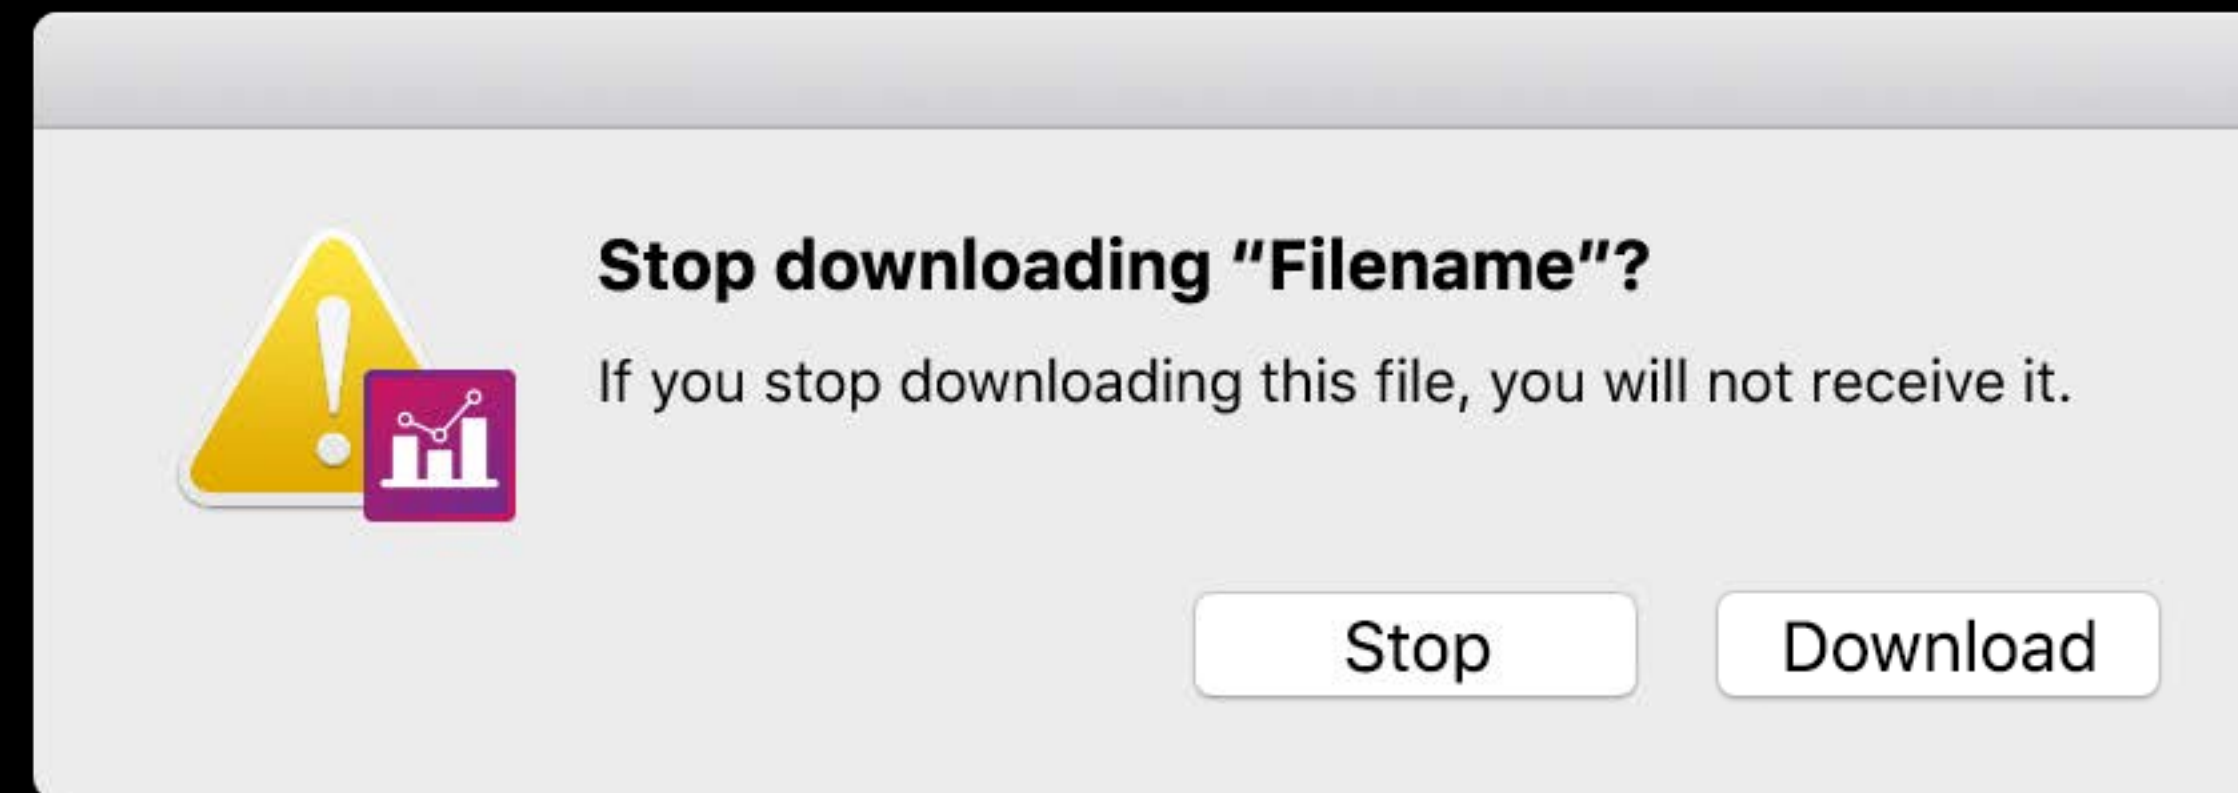 Stop downloading “Filename”?
If you stop downloading this file, you will not receive it.
Stop
Download